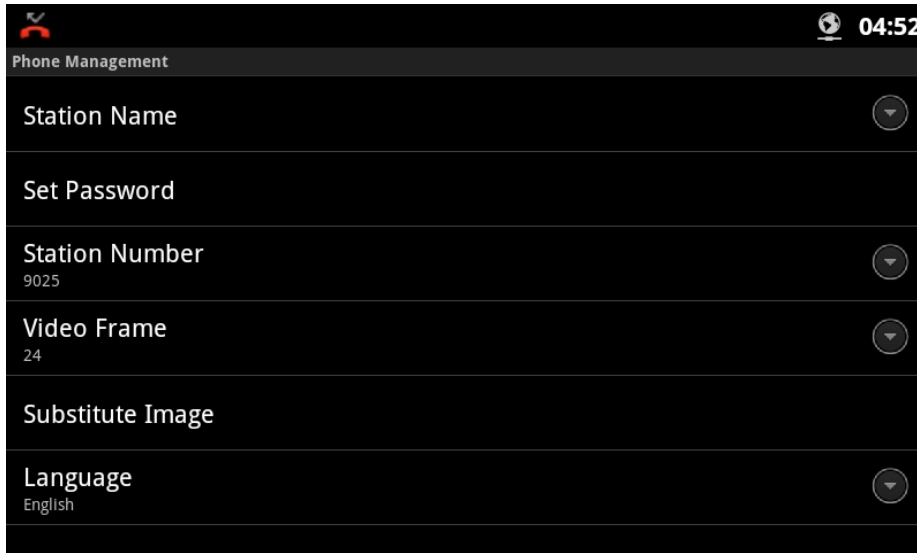 04:52
Phone Management
Station Name
Set Password
Station Number
9025
Video Frame
24
Substitute Image
Language
English